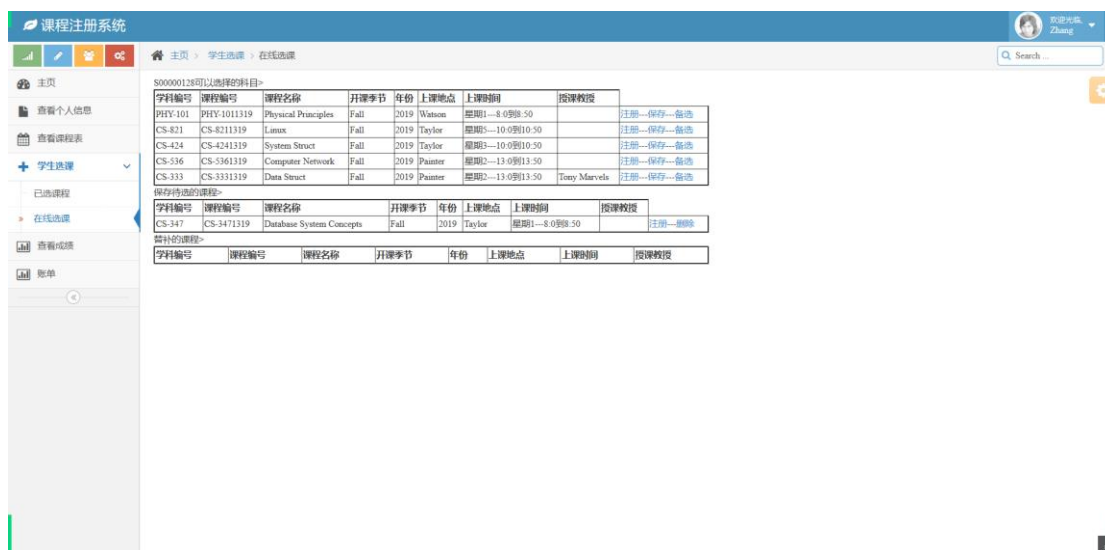 课程注册系统
欢迎光临,
Zhang
主页 > 学生选课 > 在线选课
Search ...
主页
查看个人信息
查看课程表
学生选课
已选课程
在线选课
查看成绩
账单
S00000128可以选择的科目>
学科编号 课程编号 课程名称 开课季节 年份 上课地点 上课时间 授课教授
PHY-101 PHY-1011319 Physical Principles Fall 2019 Watson 星期1---8:0到8:50 注册---保存---备选
CS-821 CS-8211319 Linux Fall 2019 Taylor 星期5---10:0到10:50 注册---保存---备选
CS-424 CS-4241319 System Struct Fall 2019 Taylor 星期3---10:0到10:50 注册---保存---备选
CS-536 CS-5361319 Computer Network Fall 2019 Painter 星期2---13:0到13:50 注册---保存---备选
CS-333 CS-3331319 Data Struct Fall 2019 Painter 星期2---13:0到13:50 Tony Marvels 注册---保存---备选
保存待选的课程>
学科编号 课程编号 课程名称 开课季节 年份 上课地点 上课时间 授课教授
CS-347 CS-3471319 Database System Concepts Fall 2019 Taylor 星期1---8:0到8:50 注册---删除
替补的课程>
学科编号 课程编号 课程名称 开课季节 年份 上课地点 上课时间 授课教授